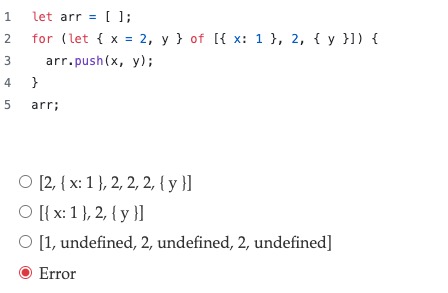 1 let arr = [ ];
2 for (let { x = 2, y } of [{ x: 1 }, 2, { y }]) {
3 arr.push(x, y);
4 }
5 arr;
[2, { x: 1 }, 2, 2, 2, { y }]
[{ x: 1 }, 2, { y }]
[1, undefined, 2, undefined, 2, undefined]
Error